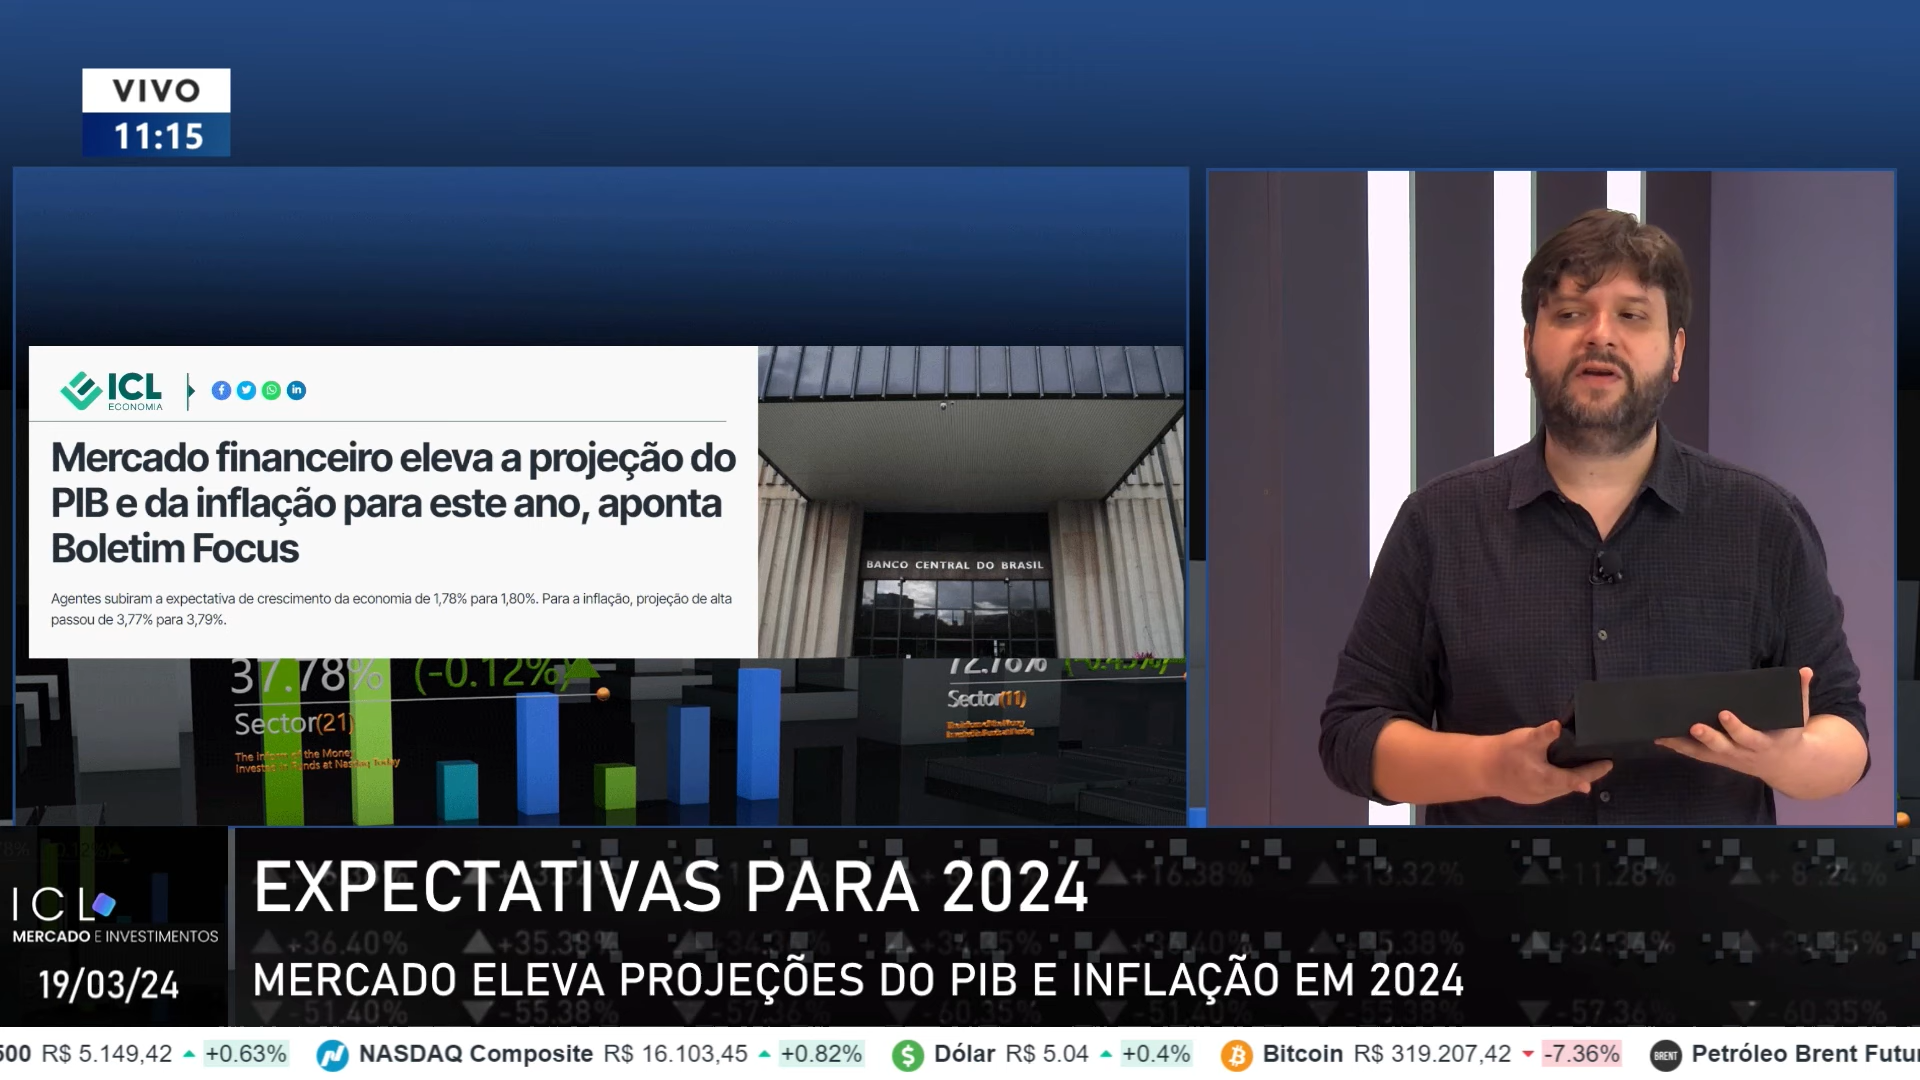 VIVO
11:15
ICL
ECONOMIA
Mercado financeiro eleva a projeção do
PIB e da inflação para este ano, aponta
Boletim Focus
Agentes subiram a expectativa de crescimento da economia de 1,78% para 1,80%. Para a inflação, projeção de alta
passou de 3,77% para 3,79%.
BANCO CENTRAL DO BRASIL
37.78% (-0.12%)
Sector(21)
Sector(11)
ICL
MERCADO E INVESTIMENTOS
19/03/24
EXPECTATIVAS PARA 2024
MERCADO ELEVA PROJEÇÕES DO PIB E INFLAÇÃO EM 2024
500 R$ 5.149,42 +0.63% NASDAQ Composite R$ 16.103,45 +0.82% Dólar R$ 5.04 +0.4% Bitcoin R$ 319.207,42 -7.36% BRENT Petróleo Brent Futur